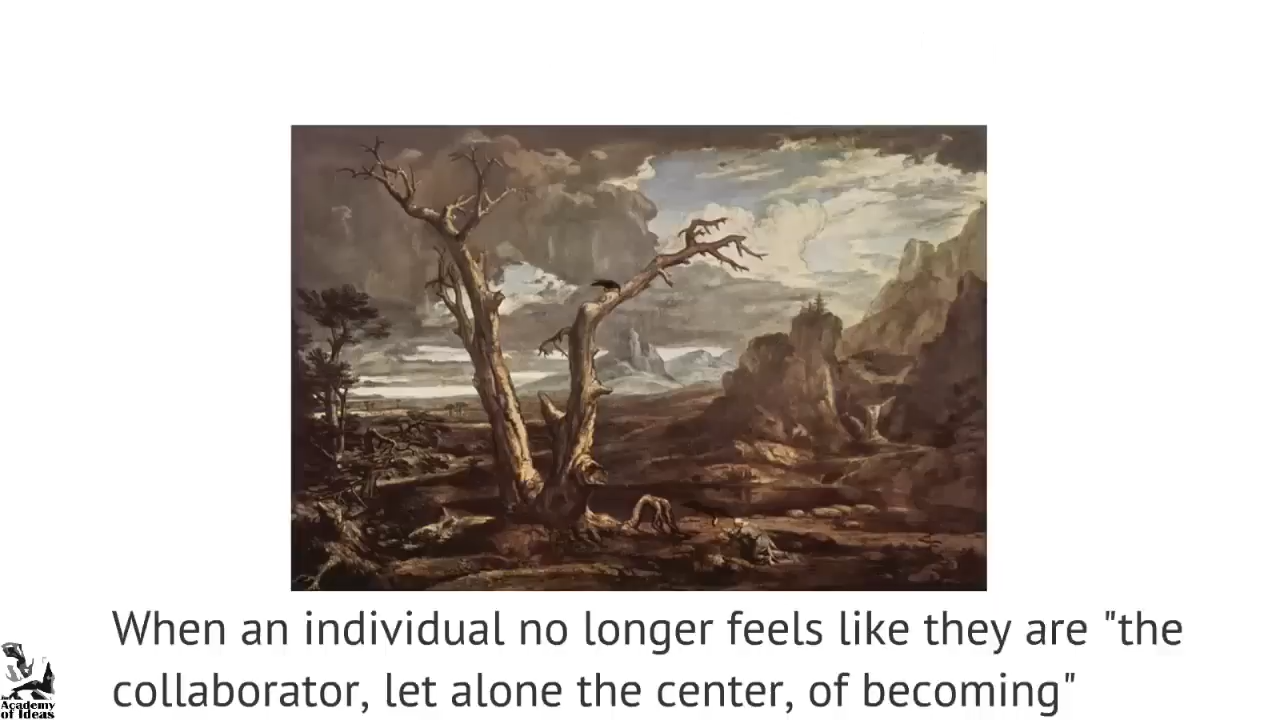 When an individual no longer feels like they are "the
collaborator, let alone the center, of becoming"
Academy
of Ideas